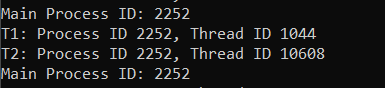 Main Process ID: 2252
T1: Process ID 2252, Thread ID 1044
T2: Process ID 2252, Thread ID 10608
Main Process ID: 2252